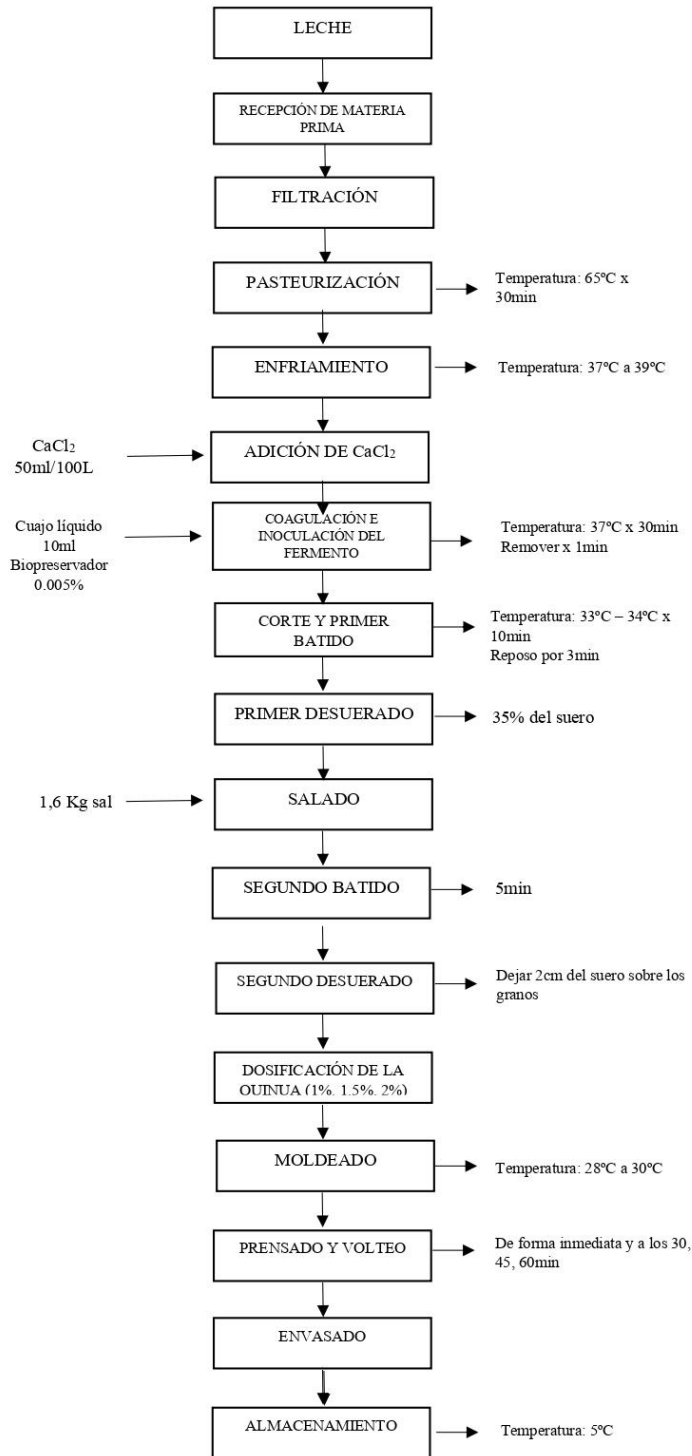 LECHE
RECEPCIÓN DE MATERIA
PRIMA
FILTRACIÓN
PASTEURIZACIÓN
Temperatura: 65ºC x
30min
ENFRIAMIENTO
Temperatura: 37ºC a 39ºC
CaCl₂
50ml/100L
ADICIÓN DE CaCl₂
Cuajo líquido
10ml
Biopreservador
0.005%
COAGULACIÓN E
INOCULACIÓN DEL
FERMENTO
Temperatura: 37ºC x 30min
Remover x 1min
CORTE Y PRIMER
BATIDO
Temperatura: 33ºC – 34ºC x
10min
Reposo por 3min
PRIMER DESUERADO
35% del suero
1,6 Kg sal
SALADO
SEGUNDO BATIDO
5min
SEGUNDO DESUERADO
Dejar 2cm del suero sobre los
granos
DOSIFICACIÓN DE LA
QUINUA (1%. 1.5%. 2%)
MOLDEADO
Temperatura: 28ºC a 30ºC
PRENSADO Y VOLTEO
De forma inmediata y a los 30,
45, 60min
ENVASADO
ALMACENAMIENTO
Temperatura: 5ºC